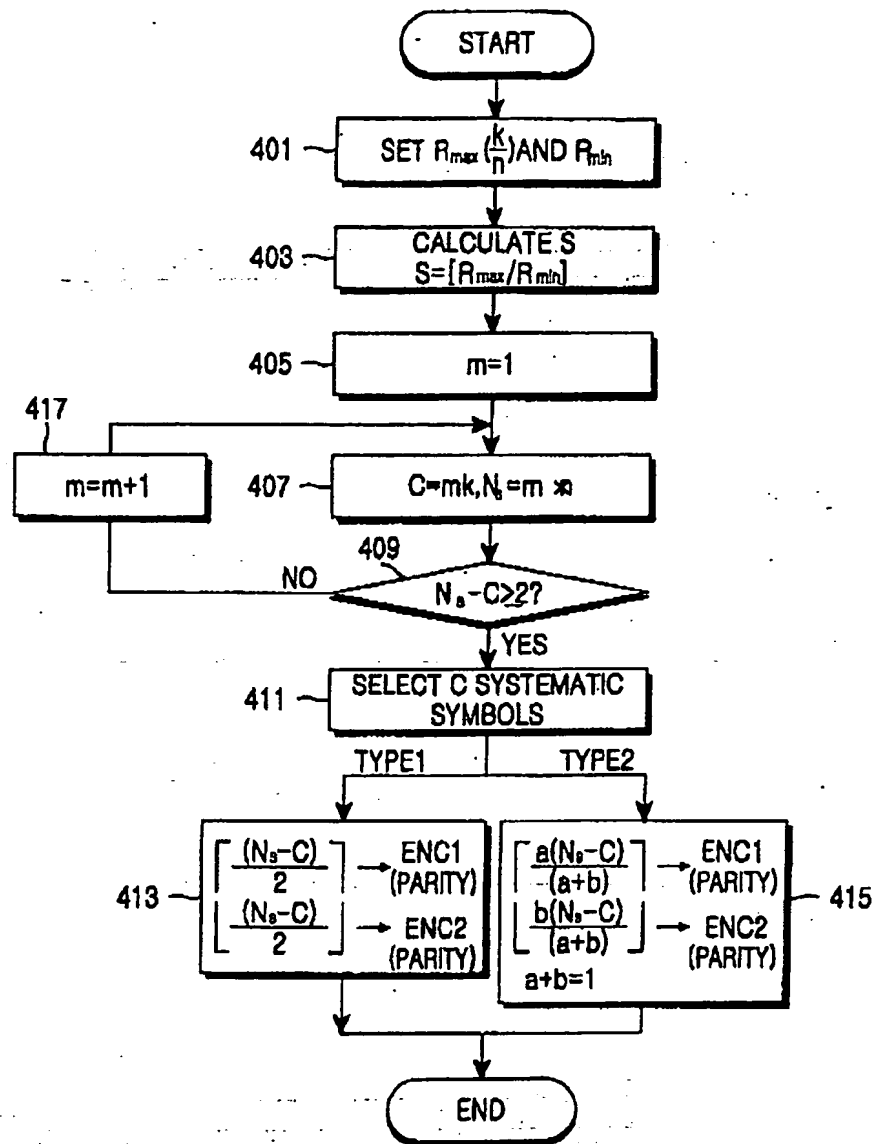 START
401
SET Rmax(k/n)AND Rmin
403
CALCULATE S
S=[Rmax/Rmin]
405
m=1
417
m=m+1
407
C=mk,Ns=m×n
409
NO
Ns-C≥2?
YES
411
SELECT C SYSTEMATIC
SYMBOLS
TYPE1
TYPE2
413
(Ns-C)/2 → ENC1
(PARITY)
(Ns-C)/2 → ENC2
(PARITY)
a(Ns-C)/(a+b) → ENC1
(PARITY)
b(Ns-C)/(a+b) → ENC2
(PARITY)
a+b=1
415
END